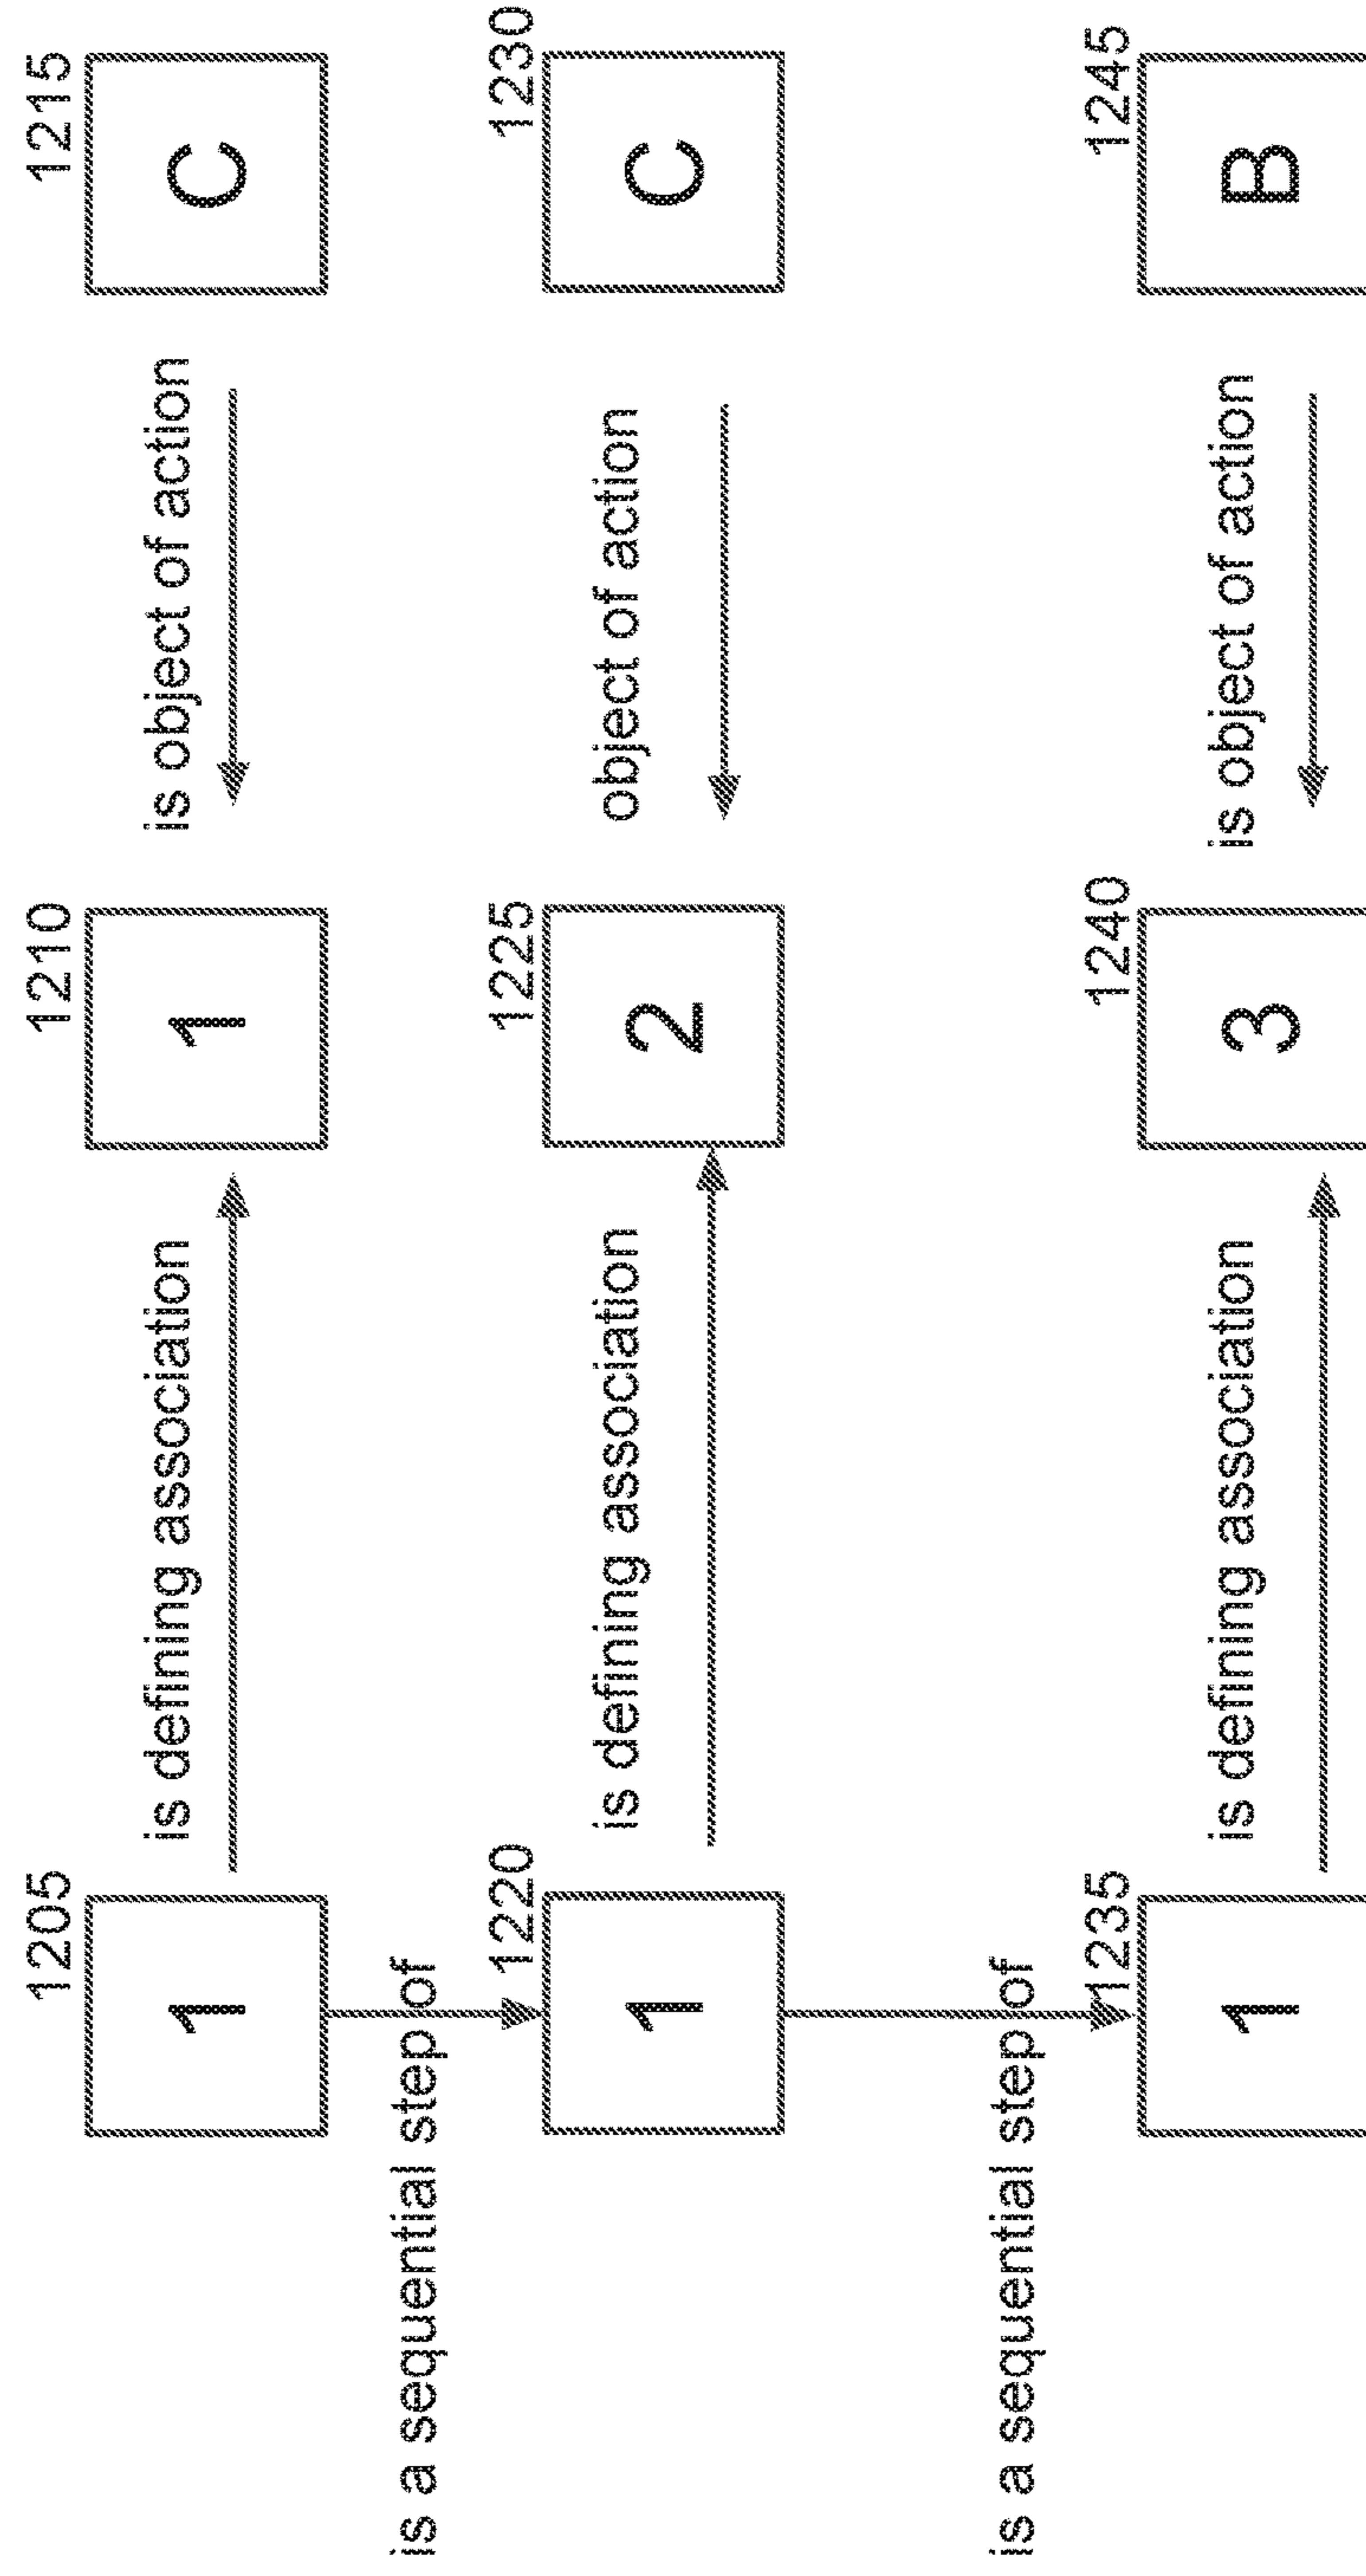 1205
1
is defining association
1210
1
is object of action
1215
C
is a sequential step of
1220
1
is defining association
1225
2
object of action
1230
C
is a sequential step of
1235
1
is defining association
1240
3
is object of action
1245
B